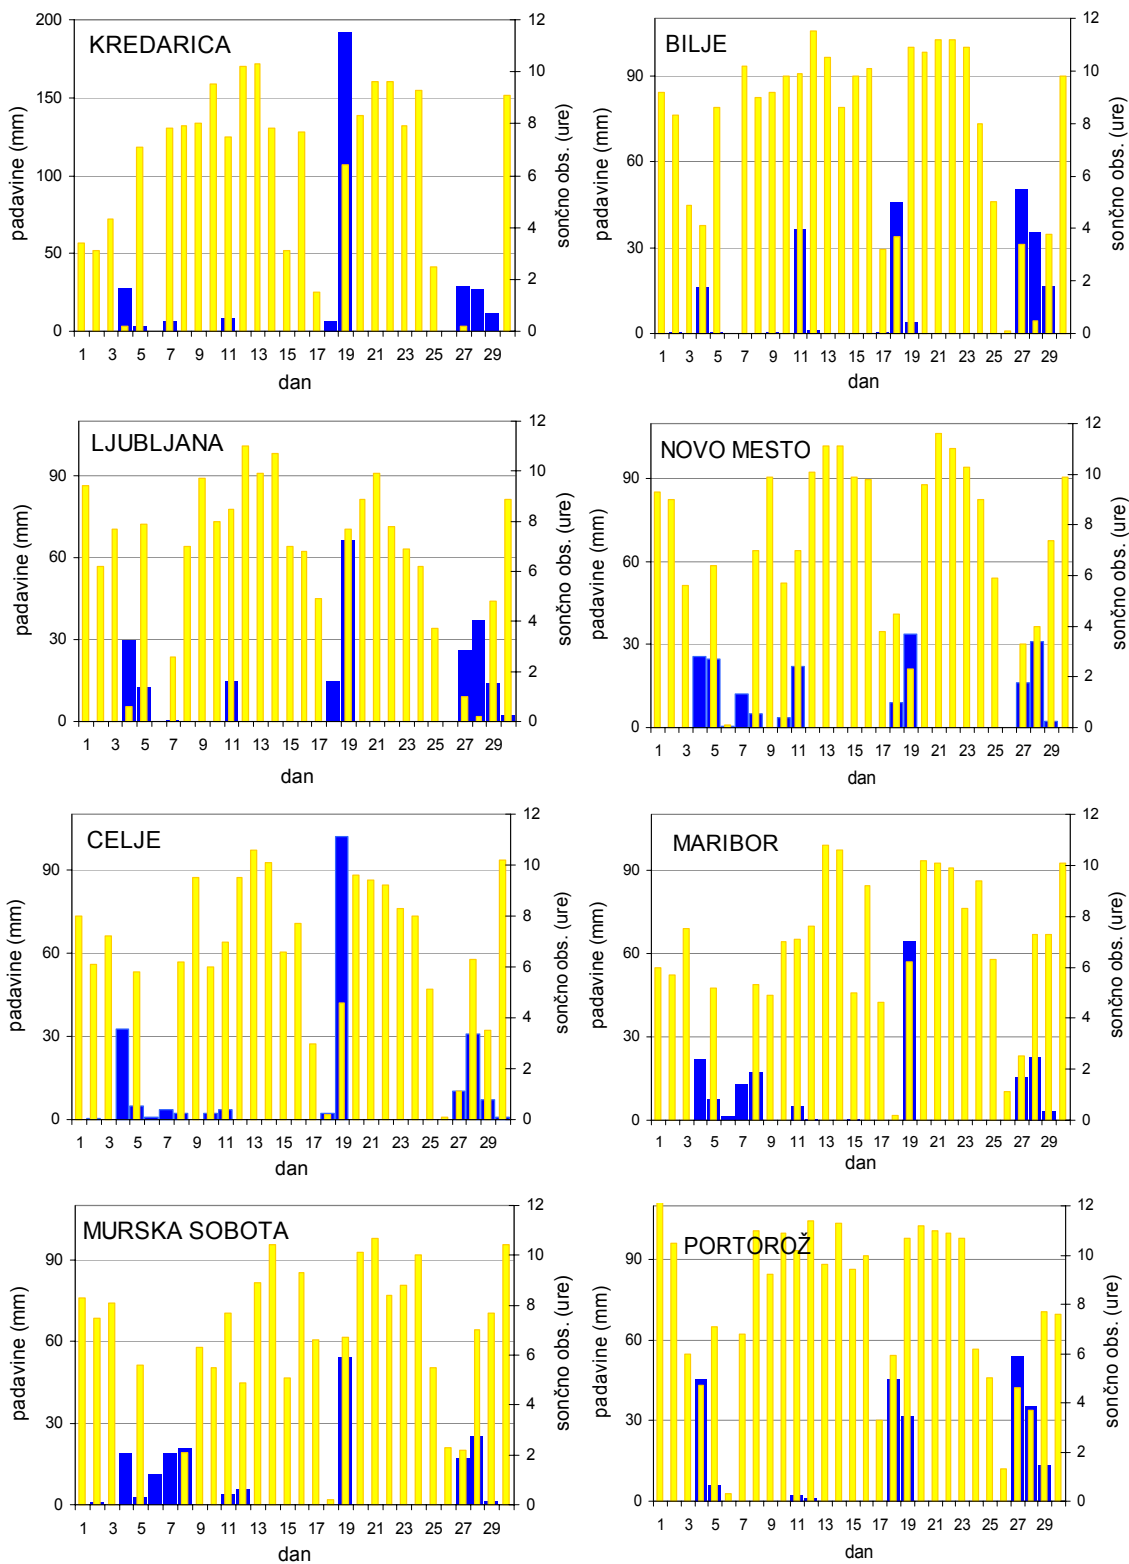 KREDARICA
padavine (mm)
200
150
100
50
0
12
10
8
6
4
2
0
sončno obs. (ure)
1 3 5 7 9 11 13 15 17 19 21 23 25 27 29
dan
BILJE
padavine (mm)
90
60
30
0
12
10
8
6
4
2
0
sončno obs. (ure)
1 3 5 7 9 11 13 15 17 19 21 23 25 27 29
dan
LJUBLJANA
padavine (mm)
90
60
30
0
12
10
8
6
4
2
0
sončno obs. (ure)
1 3 5 7 9 11 13 15 17 19 21 23 25 27 29
dan
NOVO MESTO
padavine (mm)
90
60
30
0
12
10
8
6
4
2
0
sončno obs. (ure)
1 3 5 7 9 11 13 15 17 19 21 23 25 27 29
dan
CELJE
padavine (mm)
90
60
30
0
12
10
8
6
4
2
0
sončno obs. (ure)
1 3 5 7 9 11 13 15 17 19 21 23 25 27 29
dan
MARIBOR
padavine (mm)
90
60
30
0
12
10
8
6
4
2
0
sončno obs. (ure)
1 3 5 7 9 11 13 15 17 19 21 23 25 27 29
dan
MURSKA SOBOTA
padavine (mm)
90
60
30
0
12
10
8
6
4
2
0
sončno obs. (ure)
1 3 5 7 9 11 13 15 17 19 21 23 25 27 29
dan
PORTOROŽ
padavine (mm)
90
60
30
0
12
10
8
6
4
2
0
sončno obs. (ure)
1 3 5 7 9 11 13 15 17 19 21 23 25 27 29
dan